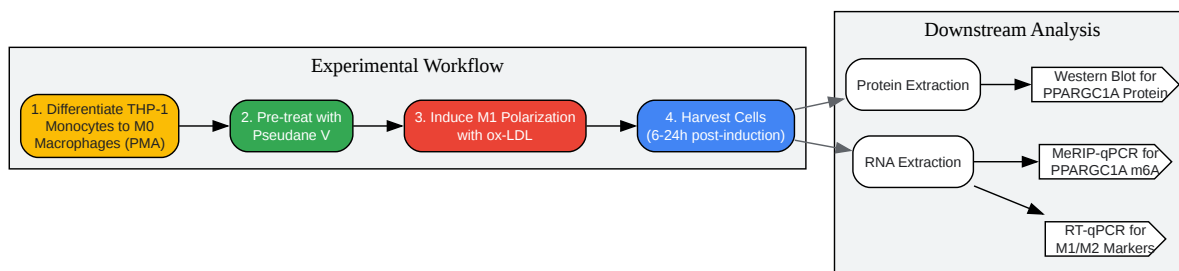 Experimental Workflow
1. Differentiate THP-1
Monocytes to M0
Macrophages (PMA)
2. Pre-treat with
Pseudane V
3. Induce M1 Polarization
with ox-LDL
4. Harvest Cells
(6-24h post-induction)
Downstream Analysis
Protein Extraction
Western Blot for
PPARGC1A Protein
RNA Extraction
MeRIP-qPCR for
PPARGC1A m6A
RT-qPCR for
M1/M2 Markers